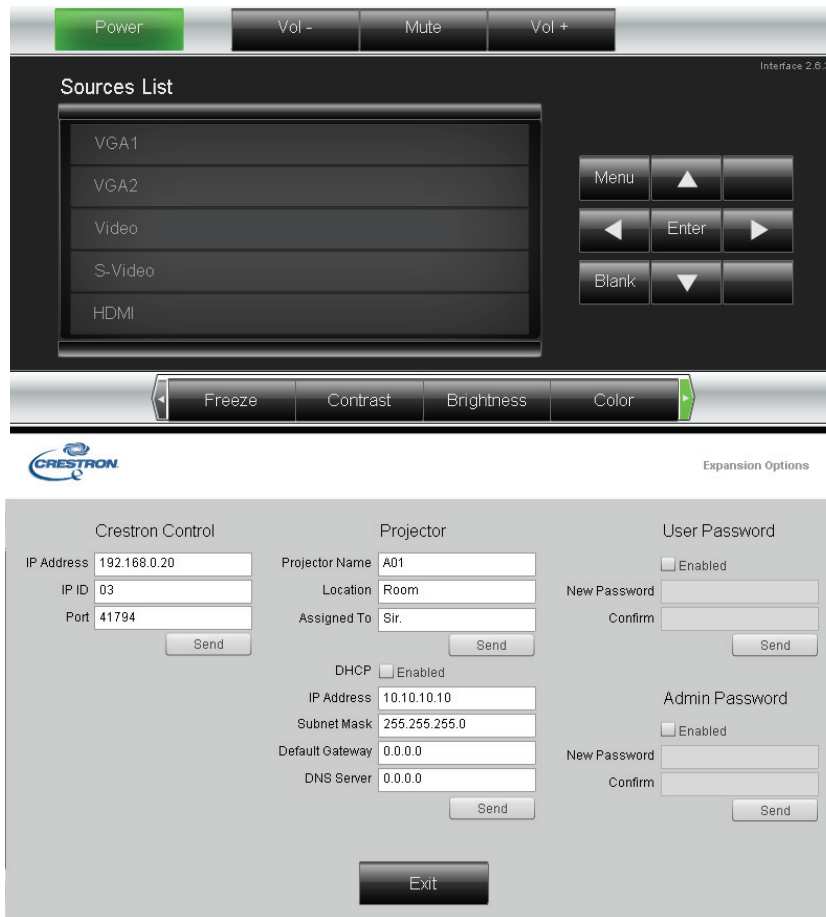 Power Vol - Mute Vol +
Interface 2.6.
Sources List
VGA1
VGA2
Video
S-Video
HDMI
Menu
Enter
Blank
Freeze Contrast Brightness Color
CRESTRON
Expansion Options
Crestron Control
IP Address 192.168.0.20
IP ID 03
Port 41794
Send
Projector
Projector Name A01
Location Room
Assigned To Sir.
Send
DHCP Enabled
IP Address 10.10.10.10
Subnet Mask 255.255.255.0
Default Gateway 0.0.0.0
DNS Server 0.0.0.0
Send
User Password
Enabled
New Password
Confirm
Send
Admin Password
Enabled
New Password
Confirm
Send
Exit